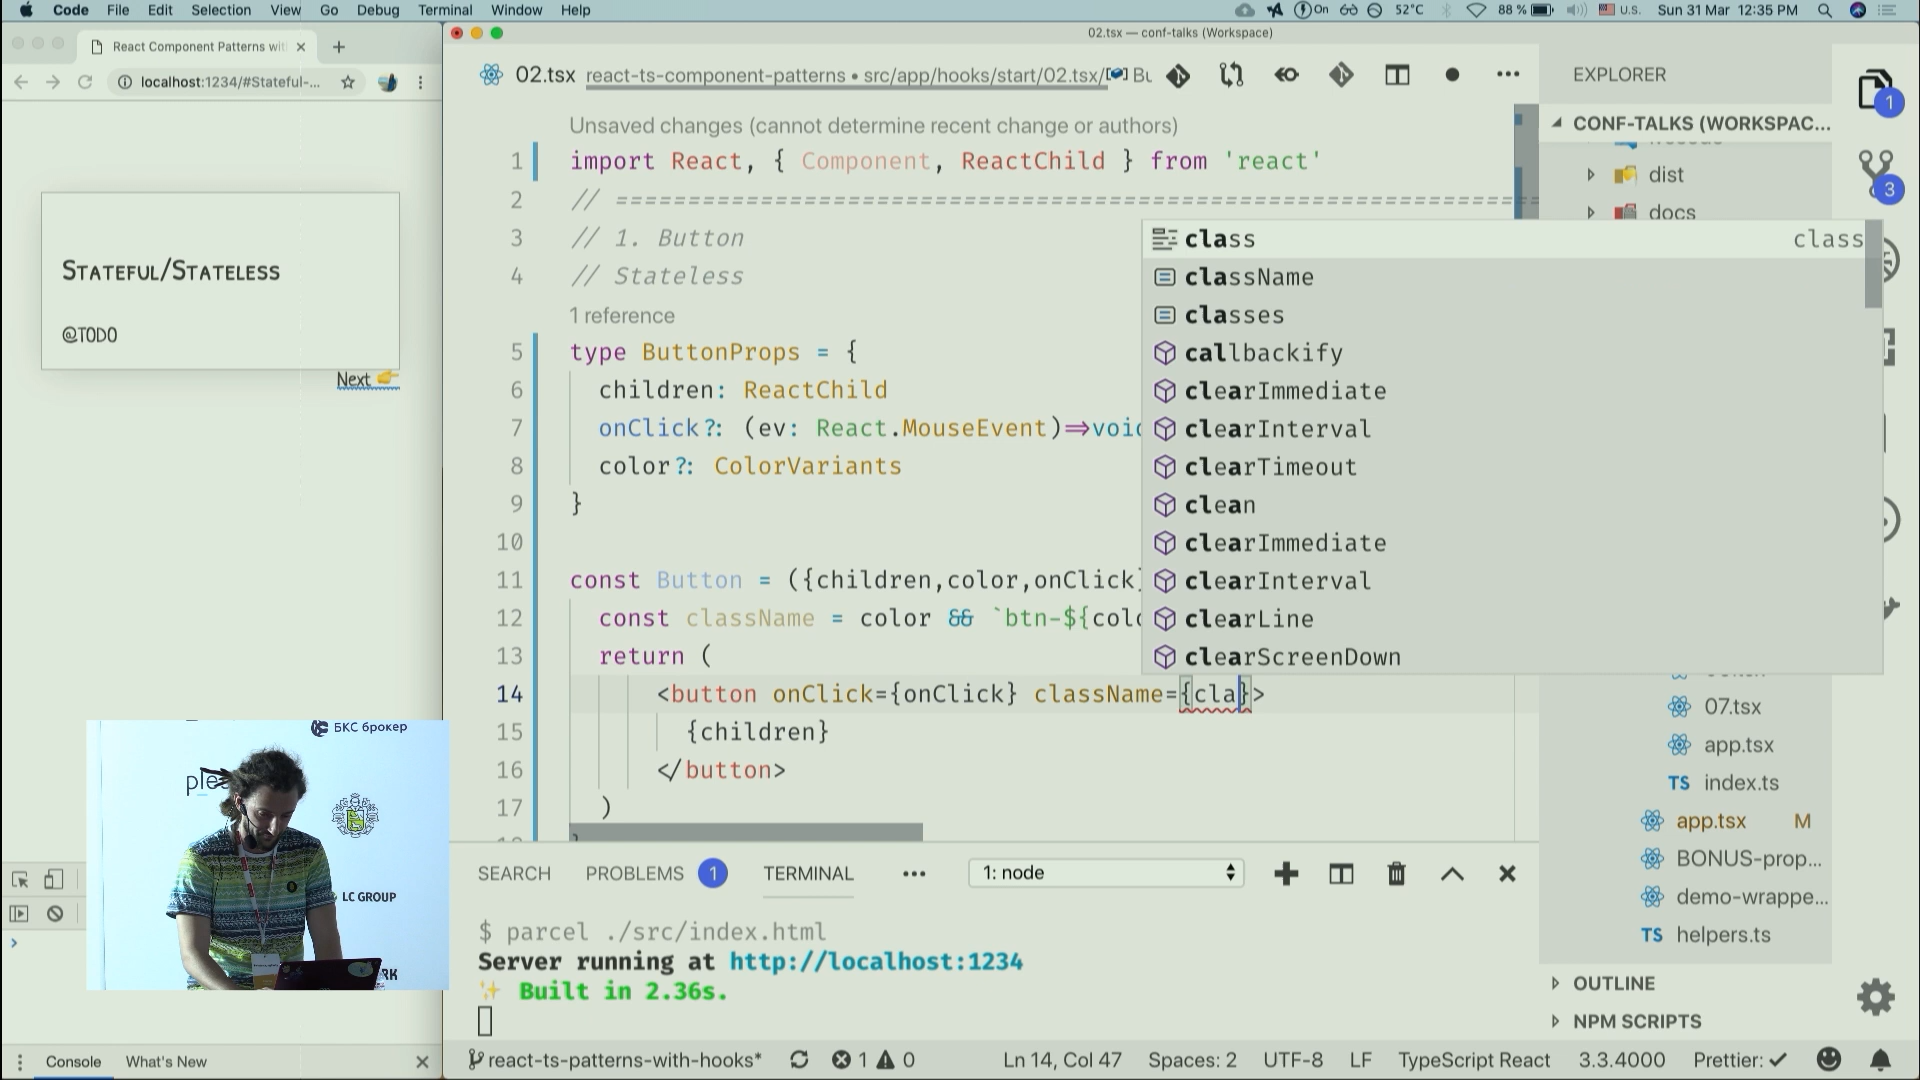 Code File Edit Selection View Go Debug Terminal Window Help
On 52°C 88 % U.S. Sun 31 Mar 12:35 PM
React Component Patterns wit
localhost:1234/#Stateful-...
Stateful/Stateless
@TODO
Next
02.tsx — conf-talks (Workspace)
02.tsx react-ts-component-patterns • src/app/hooks/start/02.tsx/ Bu
Unsaved changes (cannot determine recent change or authors)
1 import React, { Component, ReactChild } from 'react'
2 // ================================================================
3 // 1. Button
4 // Stateless
1 reference
5 type ButtonProps = {
6 children: ReactChild
7 onClick?: (ev: React.MouseEvent)=>void
8 color?: ColorVariants
9 }
10
11 const Button = ({children,color,onClick}
12 const className = color && `btn-${colo
13 return (
14 <button onClick={onClick} className={cla}>
15 {children}
16 </button>
17 )
class class
className
classes
callbackify
clearImmediate
clearInterval
clearTimeout
clean
clearImmediate
clearInterval
clearLine
clearScreenDown
EXPLORER
CONF-TALKS (WORKSPAC...
dist
docs
07.tsx
app.tsx
index.ts
app.tsx M
BONUS-prop...
demo-wrappe...
TS helpers.ts
OUTLINE
NPM SCRIPTS
1
3
SEARCH PROBLEMS 1 TERMINAL ••• 1: node
$ parcel ./src/index.html
Server running at http://localhost:1234
Built in 2.36s.
БКС брокер
LC GROUP
Console What's New
react-ts-patterns-with-hooks* 1 0 Ln 14, Col 47 Spaces: 2 UTF-8 LF TypeScript React 3.3.4000 Prettier: ✓